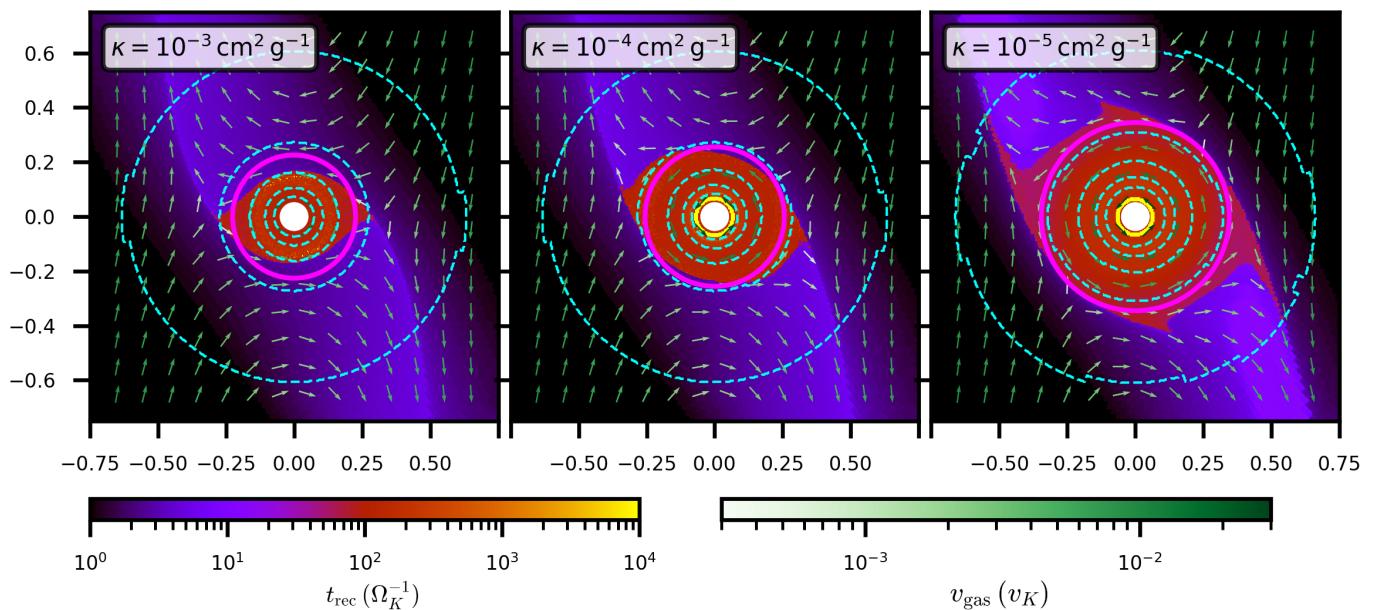 κ = 10⁻³ cm² g⁻¹
κ = 10⁻⁴ cm² g⁻¹
κ = 10⁻⁵ cm² g⁻¹
0.6
0.4
0.2
0.0
−0.2
−0.4
−0.6
−0.75 −0.50 −0.25 0.00 0.25 0.50
−0.50 −0.25 0.00 0.25 0.50
−0.50 −0.25 0.00 0.25 0.50 0.75
10⁰ 10¹ 10² 10³ 10⁴
t_rec (Ω_K⁻¹)
10⁻³ 10⁻²
v_gas (v_K)